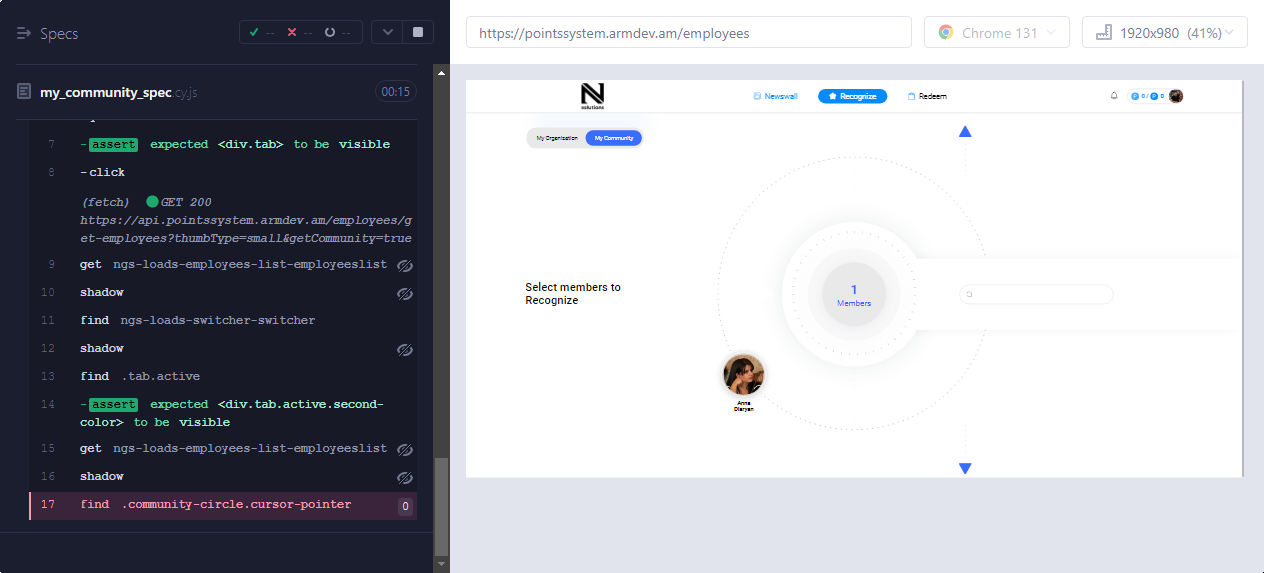 Specs
-- -- --
https://pointssystem.armdev.am/employees
Chrome 131
1920x980 (41%)
my_community_spec.cy.js
00:15
7 -assert expected <div.tab> to be visible
8 -click
(fetch) GET 200
https://api.pointssystem.armdev.am/employees/g
et-employees?thumbType=small&getCommunity=true
9 get ngs-loads-employees-list-employeeslist
10 shadow
11 find ngs-loads-switcher-switcher
12 shadow
13 find .tab.active
14 -assert expected <div.tab.active.second-
color> to be visible
15 get ngs-loads-employees-list-employeeslist
16 shadow
17 find .community-circle.cursor-pointer 0
N
solutions
Newswall
Recognize
Redeem
P 0 / P 0
My Organisation
My Community
Select members to
Recognize
1
Members
Anna
Dlaryan